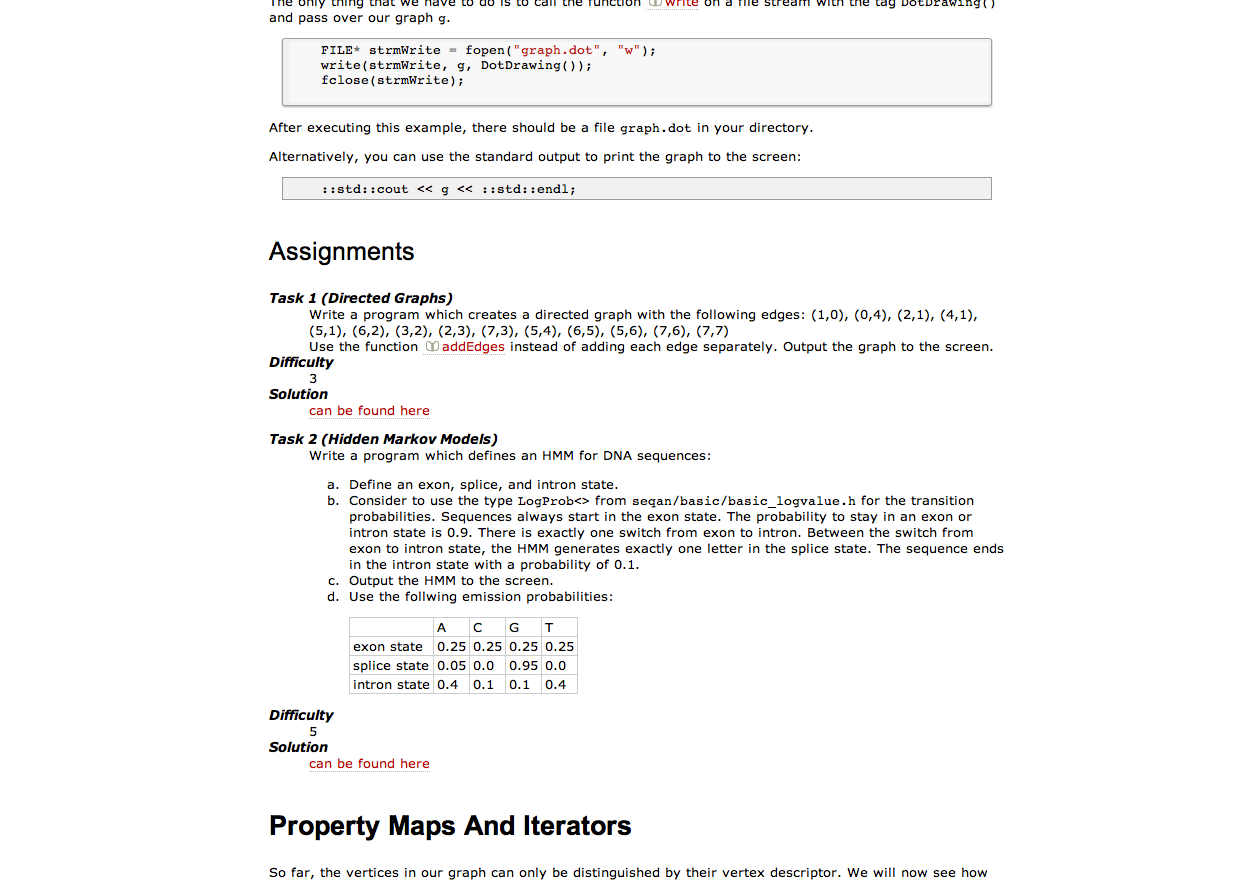 The only thing that we have to do is to call the function write on a file stream with the tag DotDrawing()
and pass over our graph g.
FILE* strmWrite = fopen("graph.dot", "w");
write(strmWrite, g, DotDrawing());
fclose(strmWrite);
After executing this example, there should be a file graph.dot in your directory.
Alternatively, you can use the standard output to print the graph to the screen:
::std::cout << g << ::std::endl;
Assignments
Task 1 (Directed Graphs)
Write a program which creates a directed graph with the following edges: (1,0), (0,4), (2,1), (4,1),
(5,1), (6,2), (3,2), (2,3), (7,3), (5,4), (6,5), (5,6), (7,6), (7,7)
Use the function addEdges instead of adding each edge separately. Output the graph to the screen.
Difficulty
3
Solution
can be found here
Task 2 (Hidden Markov Models)
Write a program which defines an HMM for DNA sequences:
a. Define an exon, splice, and intron state.
b. Consider to use the type LogProb<> from seqan/basic/basic_logvalue.h for the transition
probabilities. Sequences always start in the exon state. The probability to stay in an exon or
intron state is 0.9. There is exactly one switch from exon to intron. Between the switch from
exon to intron state, the HMM generates exactly one letter in the splice state. The sequence ends
in the intron state with a probability of 0.1.
c. Output the HMM to the screen.
d. Use the follwing emission probabilities:
A C G T
exon state 0.25 0.25 0.25 0.25
splice state 0.05 0.0 0.95 0.0
intron state 0.4 0.1 0.1 0.4
Difficulty
5
Solution
can be found here
Property Maps And Iterators
So far, the vertices in our graph can only be distinguished by their vertex descriptor. We will now see how